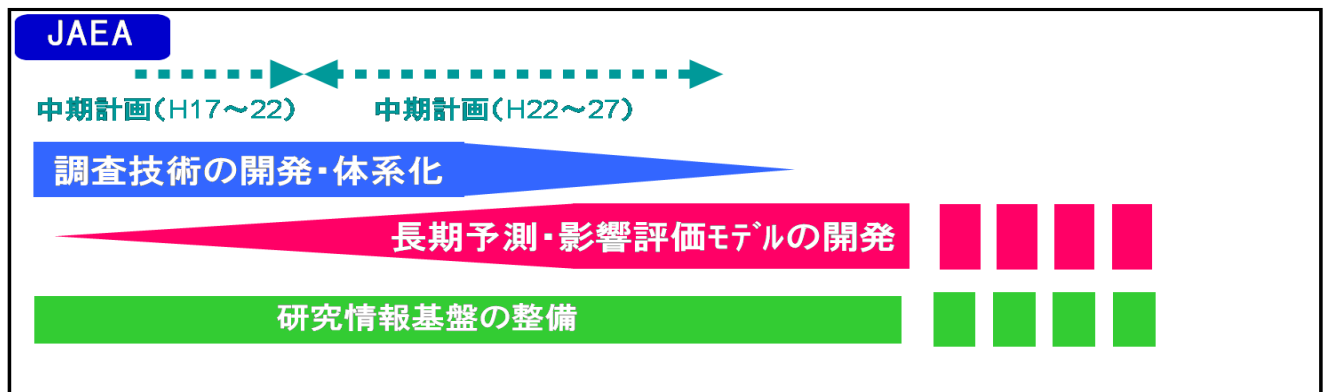 JAEA
中期計画(H17～22)
中期計画(H22～27)
調査技術の開発・体系化
長期予測・影響評価ﾓﾃﾞﾙの開発
研究情報基盤の整備